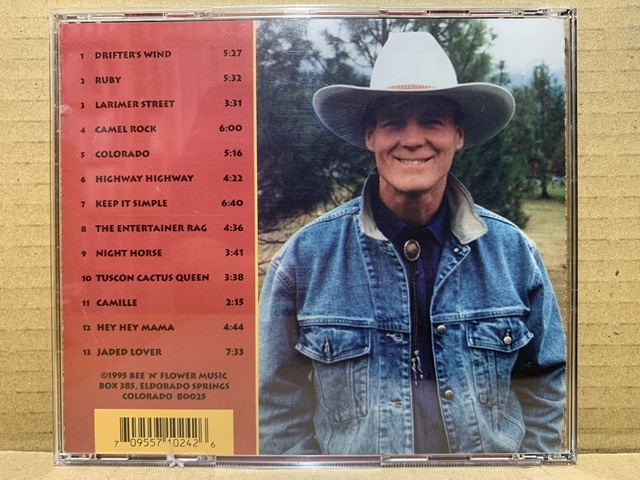 1 DRIFTER'S WIND 5:27
2 RUBY 5:32
3 LARIMER STREET 3:31
4 CAMEL ROCK 6:00
5 COLORADO 5:16
6 HIGHWAY HIGHWAY 4:22
7 KEEP IT SIMPLE 6:40
8 THE ENTERTAINER RAG 4:36
9 NIGHT HORSE 3:41
10 TUSCON CACTUS QUEEN 3:38
11 CAMILLE 2:15
12 HEY HEY MAMA 4:44
13 JADED LOVER 7:33
©1995 BEE 'N' FLOWER MUSIC
BOX 385, ELDORADO SPRINGS
COLORADO 80025
7 09557 10242 6